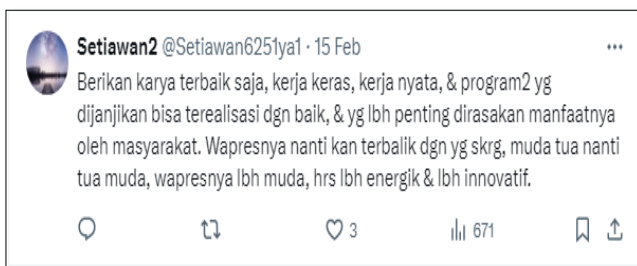 Setiawan2 @Setiawan6251ya1 · 15 Feb
Berikan karya terbaik saja, kerja keras, kerja nyata, & program2 yg
dijanjikan bisa terealisasi dgn baik, & yg lbh penting dirasakan manfaatnya
oleh masyarakat. Wapresnya nanti kan terbalik dgn yg skrg, muda tua nanti
tua muda, wapresnya lbh muda, hrs lbh energik & lbh innovatif.
3 671